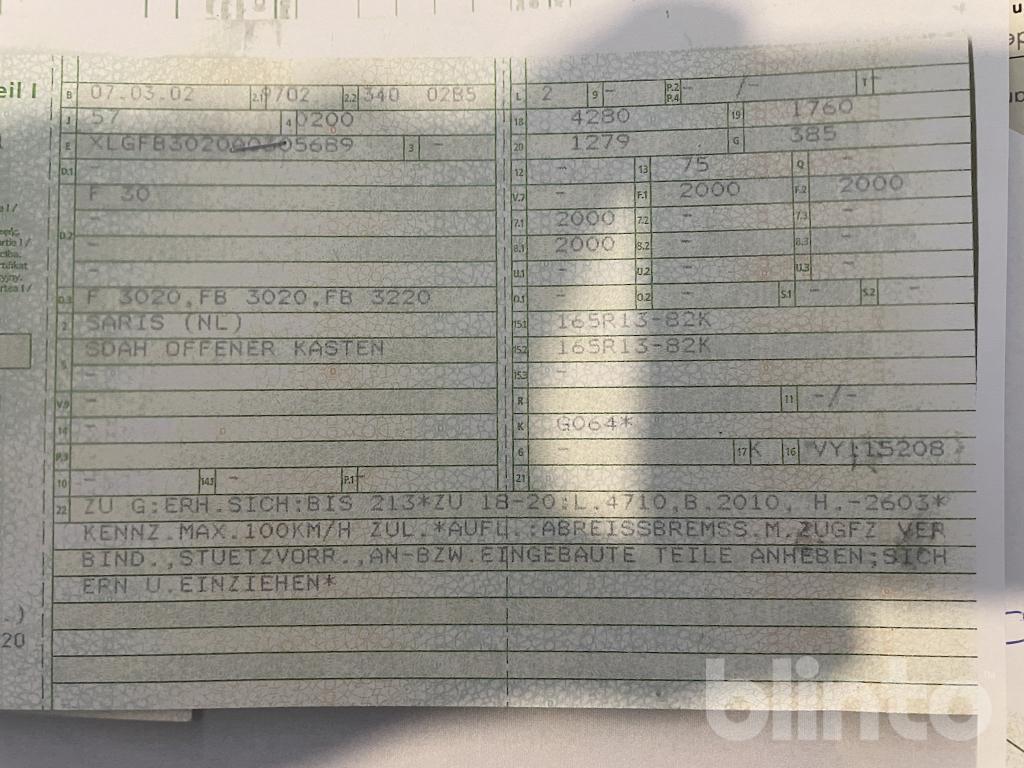 eil I
B 07.03.02 2.1 9702 2.2 340 02B5 L 2 9 - P.2 P.4 - /- T -
J 57 4 0200 18 4280 19 1760
E 3 - 20 1279 G 385
D.1 - 12 - 13 75 Q -
F 30 V.7 - F.1 2000 F.2 2000
D.2 - 7.1 2000 7.2 - 7.3 -
- 8.1 2000 8.2 - 8.3 -
- U.1 - U.2 - U.3 -
D.3 F 3020,FB 3020,FB 3220 O.1 - O.2 - S.1 - S.2 -
2 SARIS (NL) 15.1 165R13-82K
5 SDAH OFFENER KASTEN 15.2 165R13-82K
- 15.3 -
V.9 - R 11 -/-
14 - K G064*
P.3 - 6 - 17 K 16 VY115208
10 - 14.1 - P.1 - 21
22 ZU G:ERH.SICH:BIS 213*ZU 18-20:L.4710,B.2010, H.-2603*
KENNZ.MAX.100KM/H ZUL.*AUFL.:ABREISSBREMSS.M.ZUGFZ VER
BIND.,STUETZVORR.,AN-BZW.EINGEBAUTE TEILE ANHEBEN;SICH
ERN U.EINZIEHEN*
.)
20
blinto